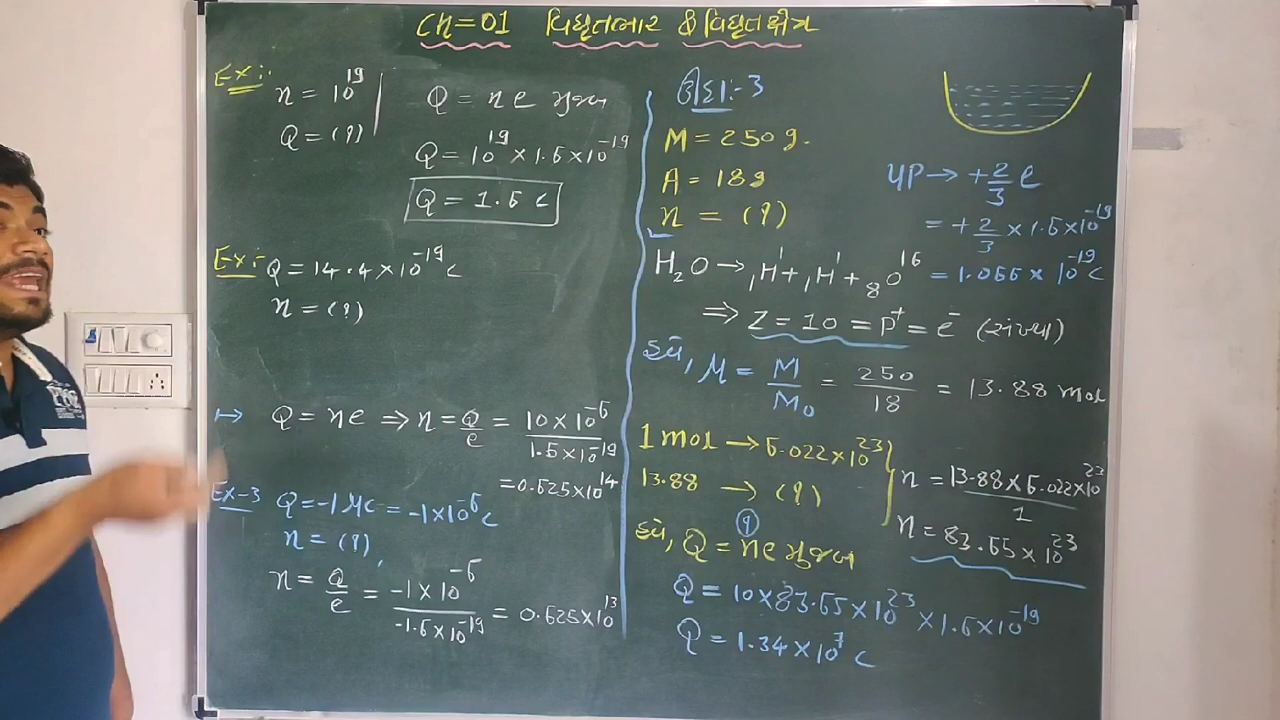 Ch=01 વિદ્યુતભાર & વિદ્યુતક્ષેત્ર
Ex:-
n = 10^19
Q = (?)
Q = ne મુજબ
Q = 10^19 × 1.6×10^-19
Q = 1.6 C
Ex:- Q = 14.4×10^-19 C
n = (?)
↦ Q = ne ⇒ n = Q/e = 10×10^-6 / 1.6×10^-19
= 0.625×10^14
Ex-3 Q = -1 μC = -1×10^-6 C
n = (?)
n = Q/e = -1×10^-6 / -1.6×10^-19 = 0.625×10^13
ઉદા:-3
M = 250 g.
A = 18g
n = (?)
UP → +2/3 e
= +2/3 × 1.6×10^-19
= 1.066×10^-19 C
H₂O → ₁H¹ + ₁H¹ + ₈O¹⁶
⇒ Z = 10 = P⁺ = e⁻ (સંખ્યા)
હવે, μ = M/M₀ = 250/18 = 13.88 mol
1 mol → 6.022×10^23
13.88 → (?)
n = 13.88×6.022×10^23 / 1
n = 83.65×10^23
હવે, Q = ne મુજબ
Q = 10×83.65×10^23 × 1.6×10^-19
Q = 1.34×10^7 C